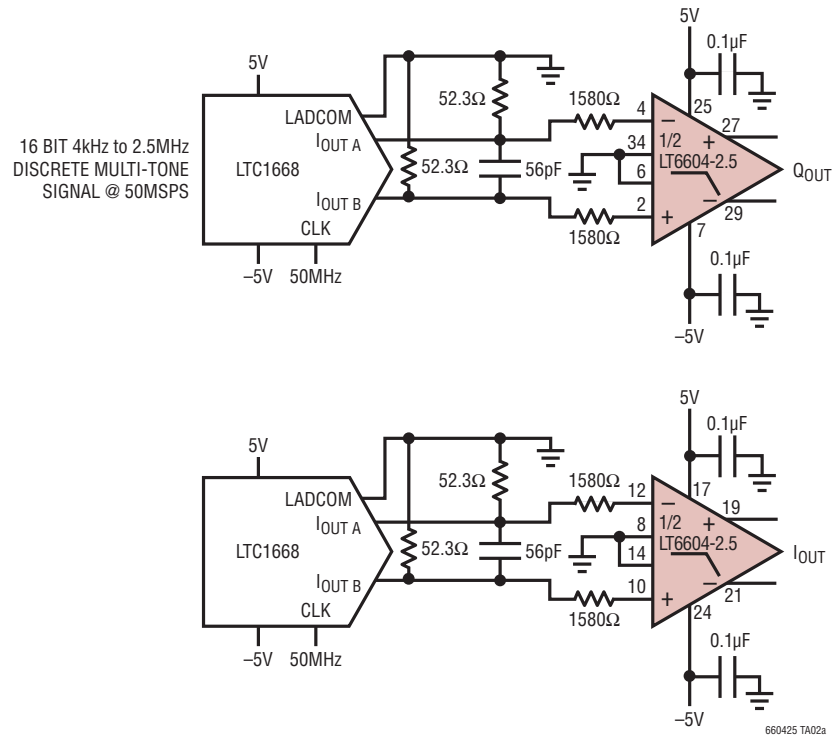 5V
0.1µF
5V
52.3Ω
1580Ω
4
25
LADCOM
–
+
27
16 BIT 4kHz to 2.5MHz
DISCRETE MULTI-TONE
SIGNAL @ 50MSPS
IOUT A
34
1/2
LTC1668
52.3Ω
56pF
6
LT6604-2.5
QOUT
IOUT B
2
+
–
29
CLK
1580Ω
7
–5V
50MHz
0.1µF
–5V
5V
0.1µF
5V
52.3Ω
1580Ω
12
17
LADCOM
–
+
19
IOUT A
8
1/2
LTC1668
52.3Ω
56pF
14
LT6604-2.5
IOUT
IOUT B
10
+
–
21
CLK
1580Ω
24
–5V
50MHz
0.1µF
–5V
660425 TA02a